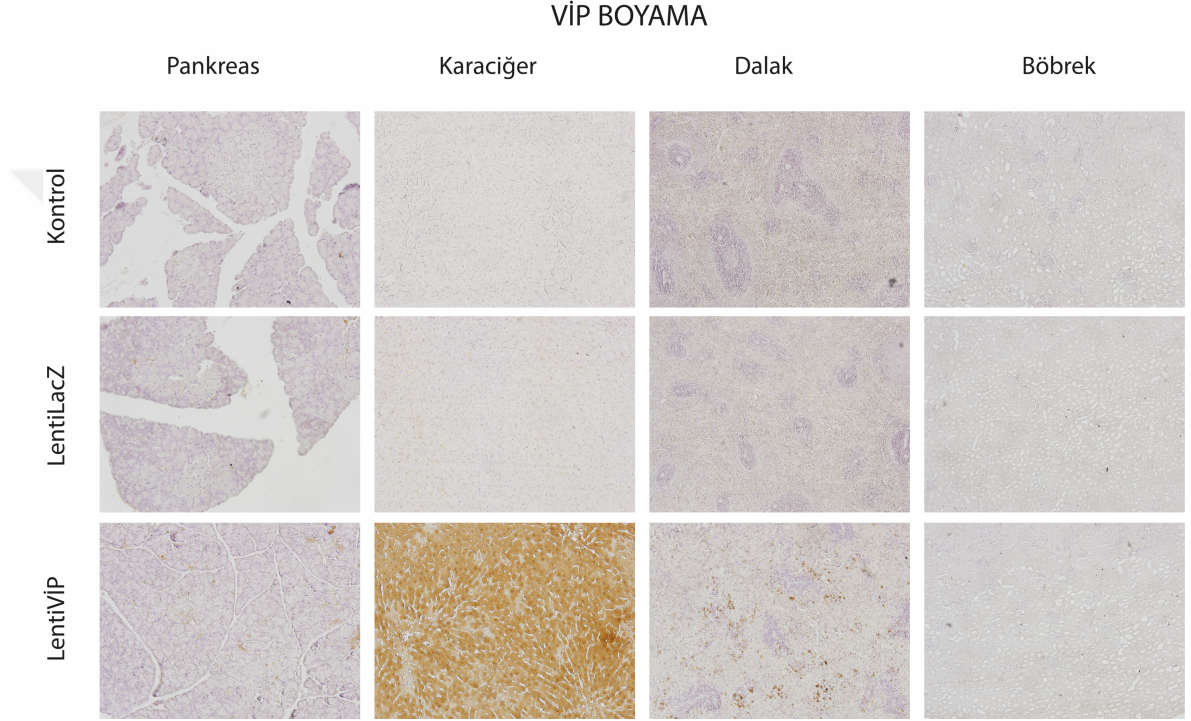 VİP BOYAMA
Pankreas Karaciğer Dalak Böbrek
Kontrol
LentiLacZ
LentiVİP